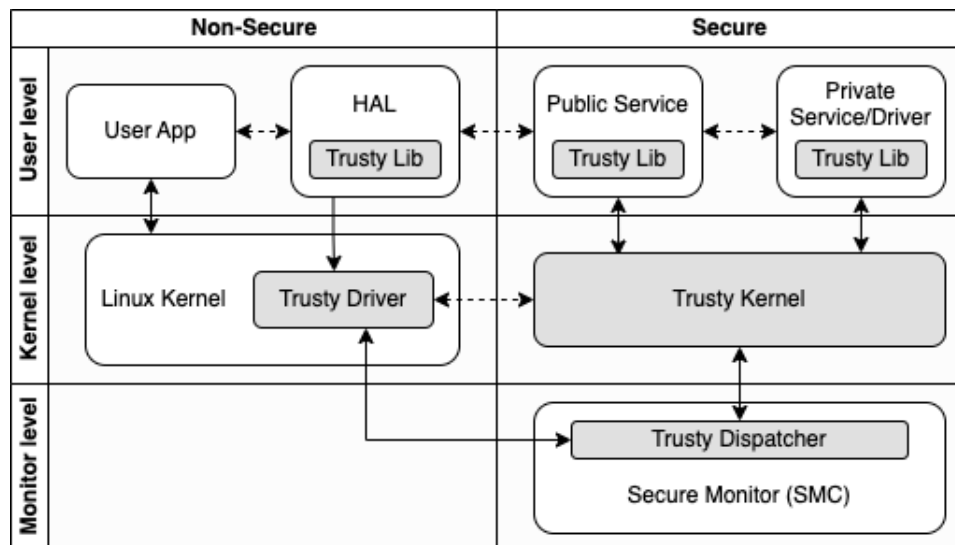 Non-Secure
Secure
User level
User App
HAL
Trusty Lib
Public Service
Trusty Lib
Private
Service/Driver
Trusty Lib
Kernel level
Linux Kernel
Trusty Driver
Trusty Kernel
Monitor level
Trusty Dispatcher
Secure Monitor (SMC)